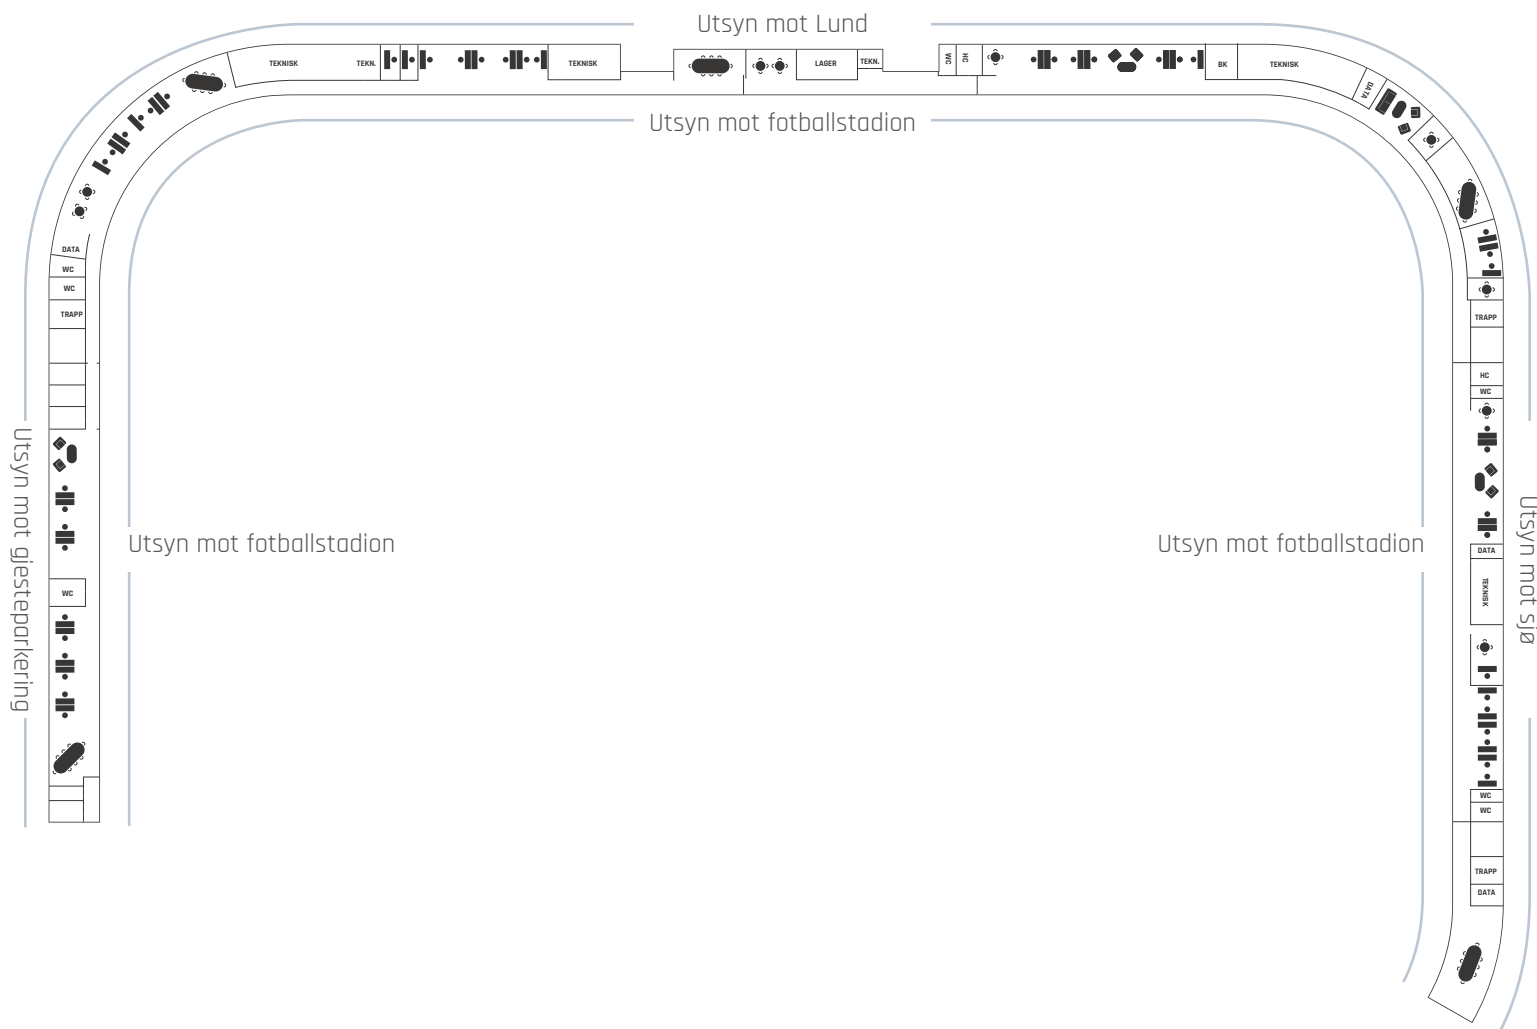 Utsyn mot Lund
TEKNISK
TEKN.
TEKNISK
LAGER
TEKN.
WC
HC
BK
TEKNISK
DATA
Utsyn mot fotballstadion
DATA
WC
WC
TRAPP
TRAPP
HC
WC
Utsyn mot gjesteparkering
Utsyn mot fotballstadion
Utsyn mot fotballstadion
DATA
TEKNISK
Utsyn mot sjø
WC
WC
WC
TRAPP
DATA